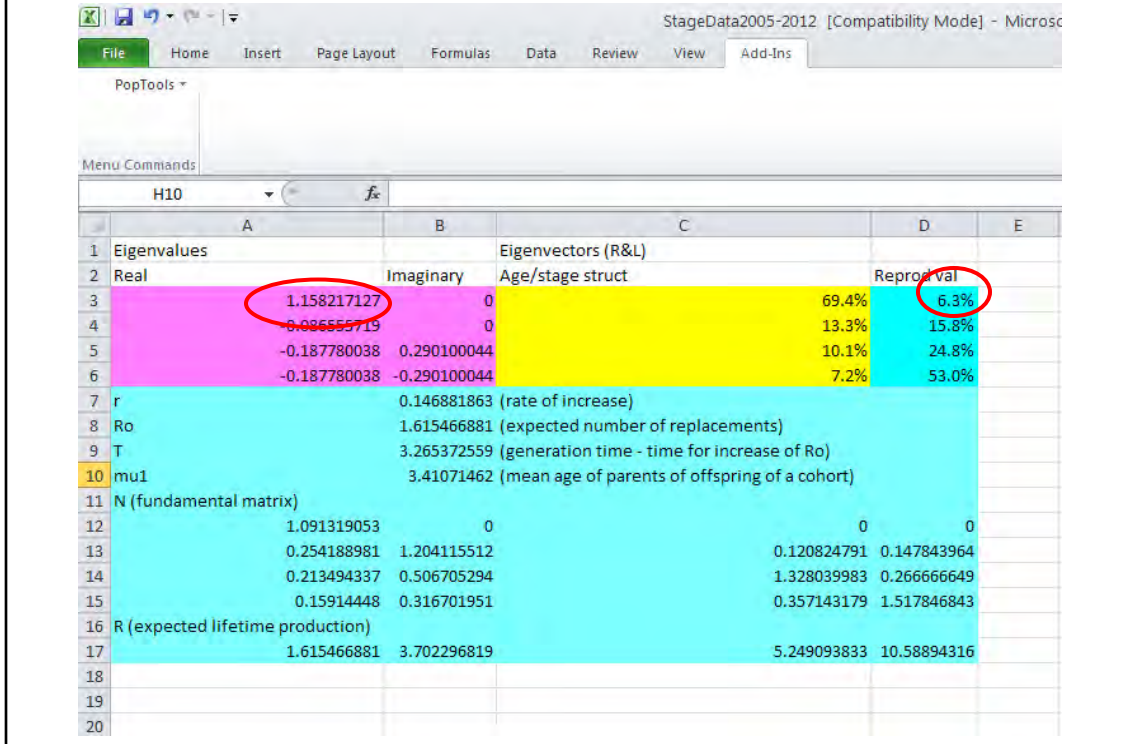 StageData2005-2012 [Compatibility Mode] - Microsc
File Home Insert Page Layout Formulas Data Review View Add-Ins
PopTools
Menu Commands
H10 fx
A B C D E
1 Eigenvalues Eigenvectors (R&L)
2 Real Imaginary Age/stage struct Reprod val
3 1.158217127 0 69.4% 6.3%
4 -0.086555719 0 13.3% 15.8%
5 -0.187780038 0.290100044 10.1% 24.8%
6 -0.187780038 -0.290100044 7.2% 53.0%
7 r 0.146881863 (rate of increase)
8 Ro 1.615466881 (expected number of replacements)
9 T 3.265372559 (generation time - time for increase of Ro)
10 mu1 3.41071462 (mean age of parents of offspring of a cohort)
11 N (fundamental matrix)
12 1.091319053 0 0 0
13 0.254188981 1.204115512 0.120824791 0.147843964
14 0.213494337 0.506705294 1.328039983 0.266666649
15 0.15914448 0.316701951 0.357143179 1.517846843
16 R (expected lifetime production)
17 1.615466881 3.702296819 5.249093833 10.58894316
18
19
20